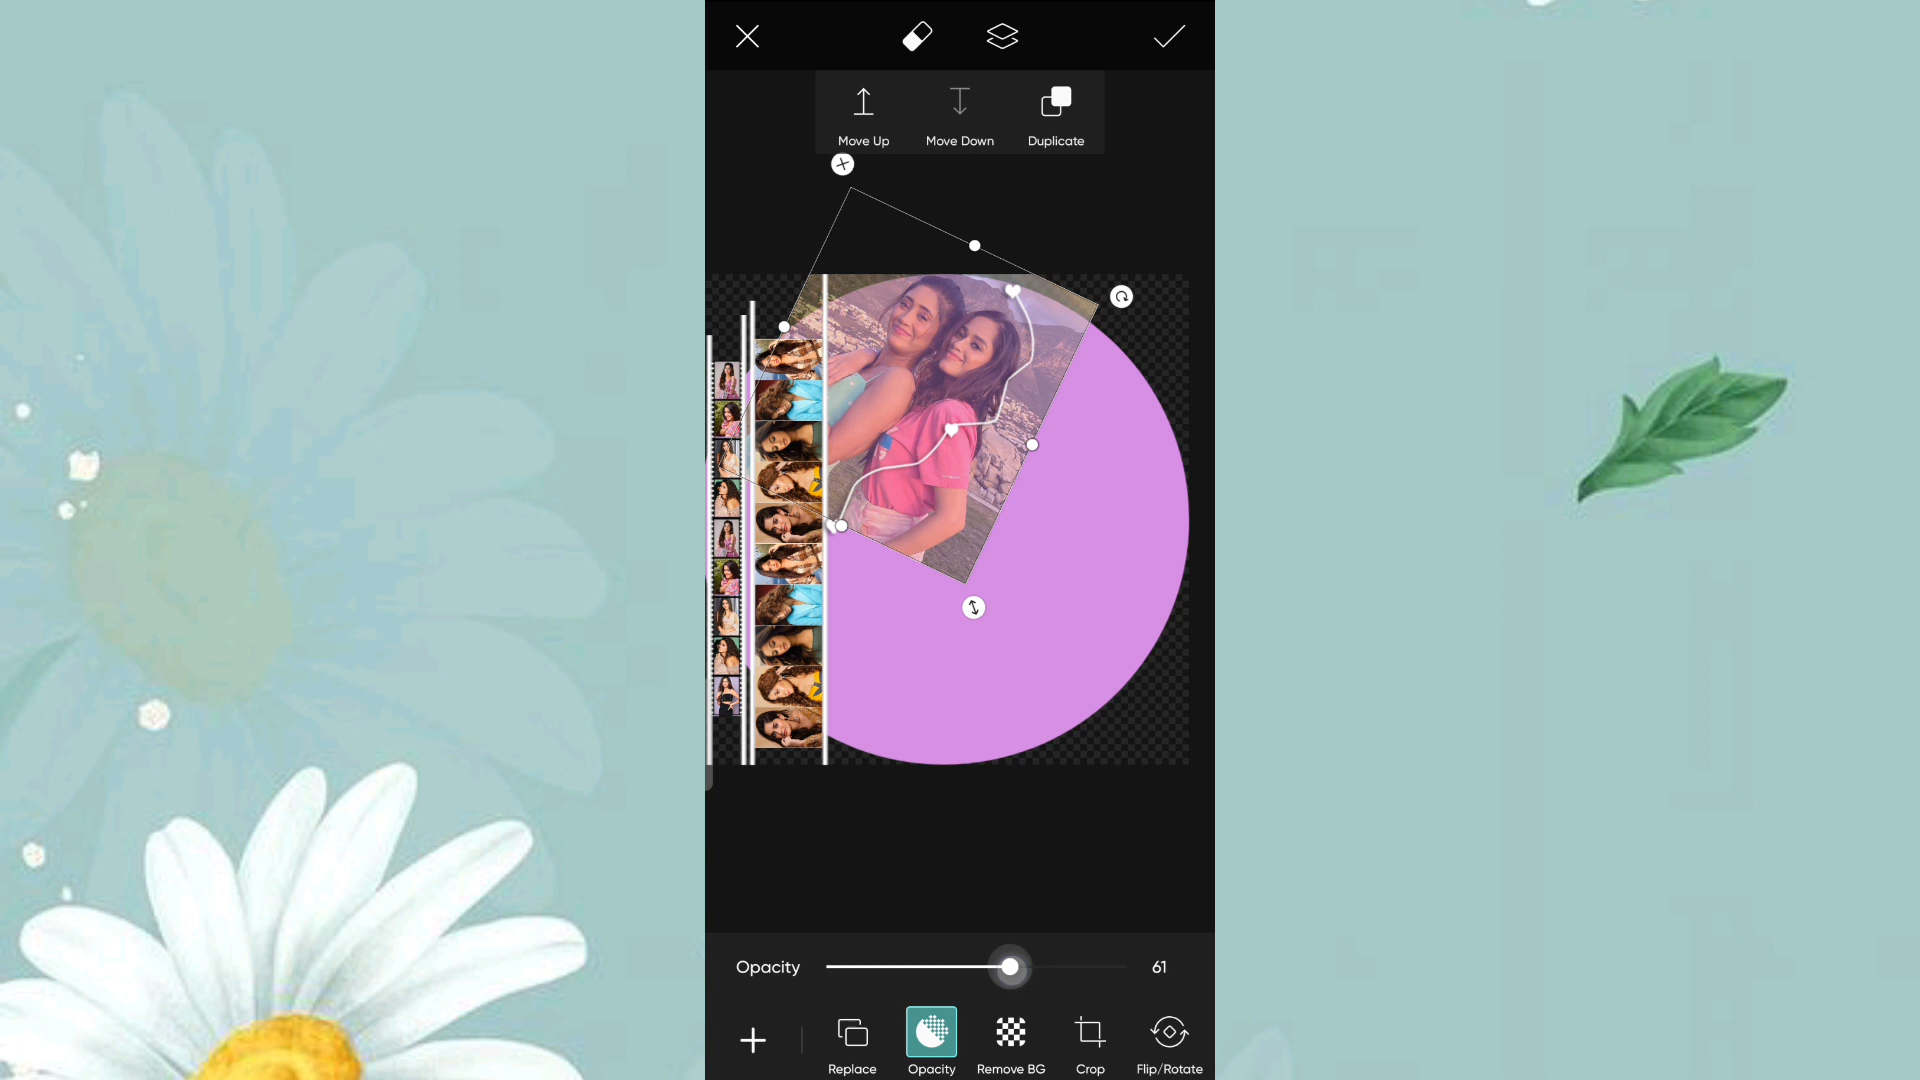 Move Up
Move Down
Duplicate
Opacity
61
Replace
Opacity
Remove BG
Crop
Flip/Rotate